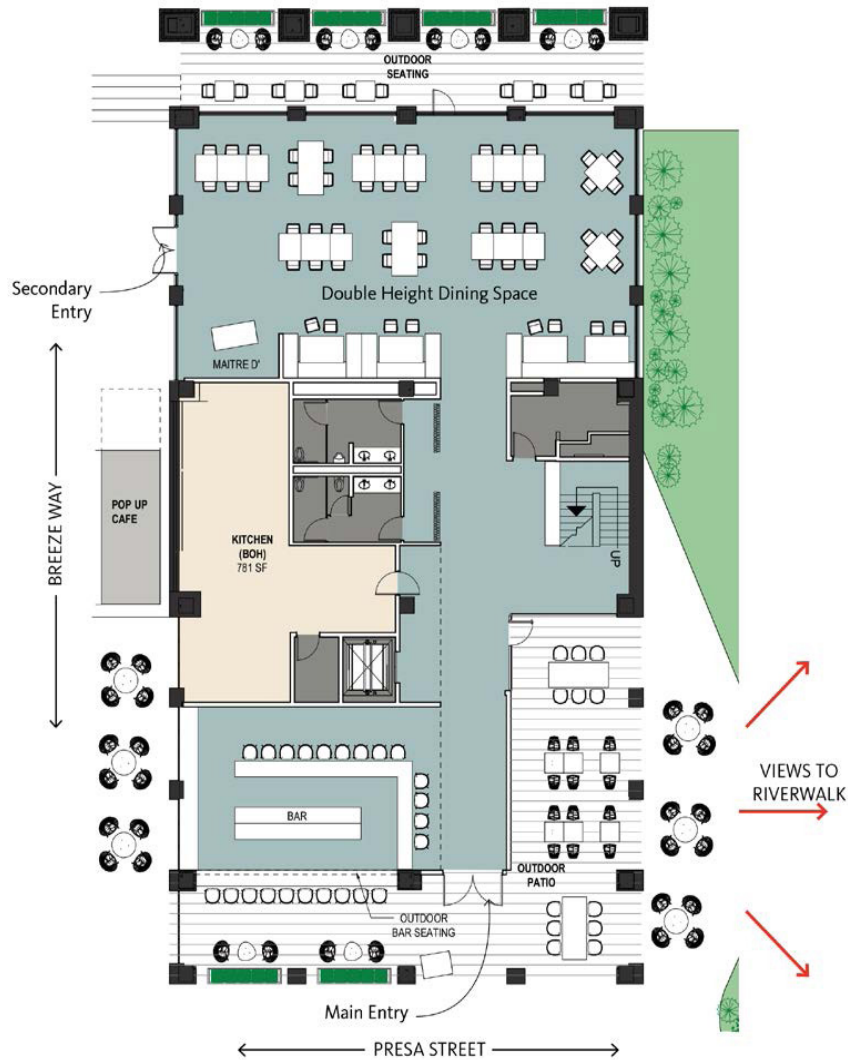 OUTDOOR
SEATING
Secondary
Entry
Double Height Dining Space
MAITRE D'
BREEZE WAY
POP UP
CAFE
KITCHEN
(BOH)
781 SF
UP
VIEWS TO
RIVERWALK
BAR
OUTDOOR
PATIO
OUTDOOR
BAR SEATING
Main Entry
PRESA STREET